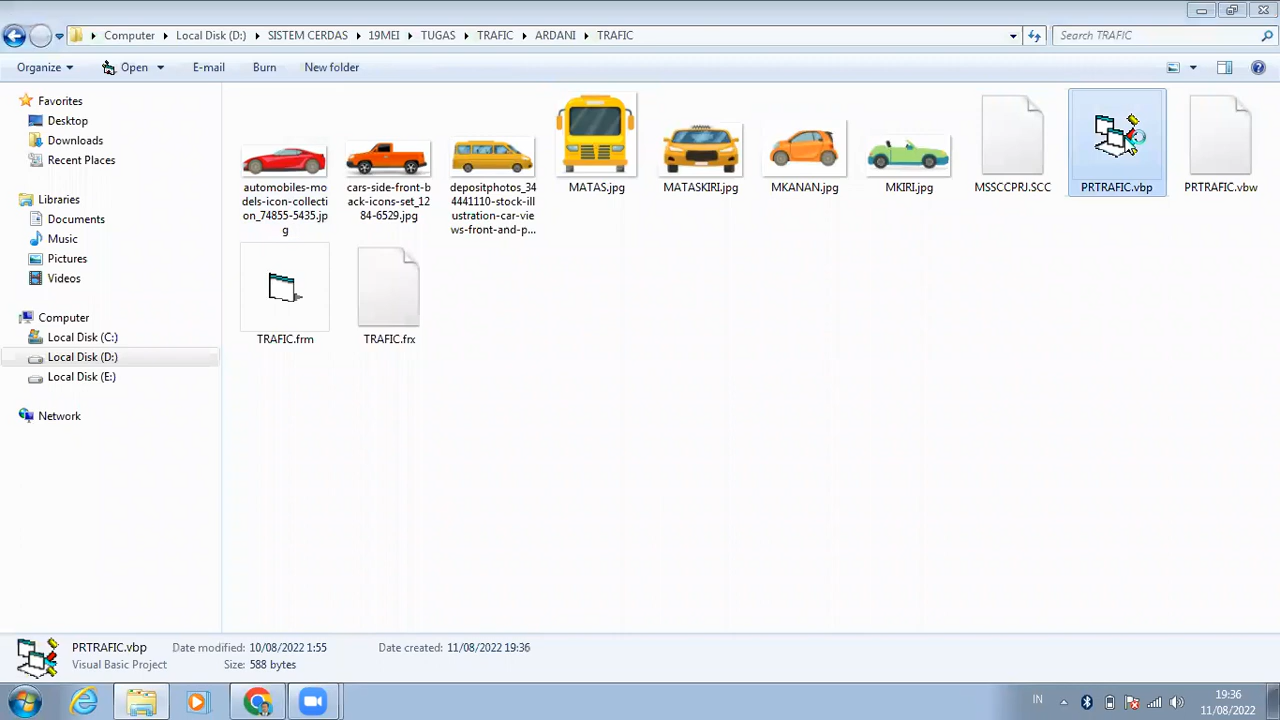 Computer
Local Disk (D:)
SISTEM CERDAS
19MEI
TUGAS
TRAFIC
ARDANI
TRAFIC
Search TRAFIC
Organize
Open
E-mail
Burn
New folder
Favorites
Desktop
Downloads
Recent Places
Libraries
Documents
Music
Pictures
Videos
Computer
Local Disk (C:)
Local Disk (D:)
Local Disk (E:)
Network
automobiles-mo
dels-icon-collect
ion_74855-5435.jp
g
cars-side-front-b
ack-icons-set_12
84-6529.jpg
depositphotos_34
4441110-stock-ill
ustration-car-vie
ws-front-and-p...
MATAS.jpg
MATASKIRI.jpg
MKANAN.jpg
MKIRI.jpg
MSSCCPRJ.SCC
PRTRAFIC.vbp
PRTRAFIC.vbw
TRAFIC.frm
TRAFIC.frx
PRTRAFIC.vbp
Date modified: 10/08/2022 1:55
Date created: 11/08/2022 19:36
Visual Basic Project
Size: 588 bytes
IN
19:36
11/08/2022